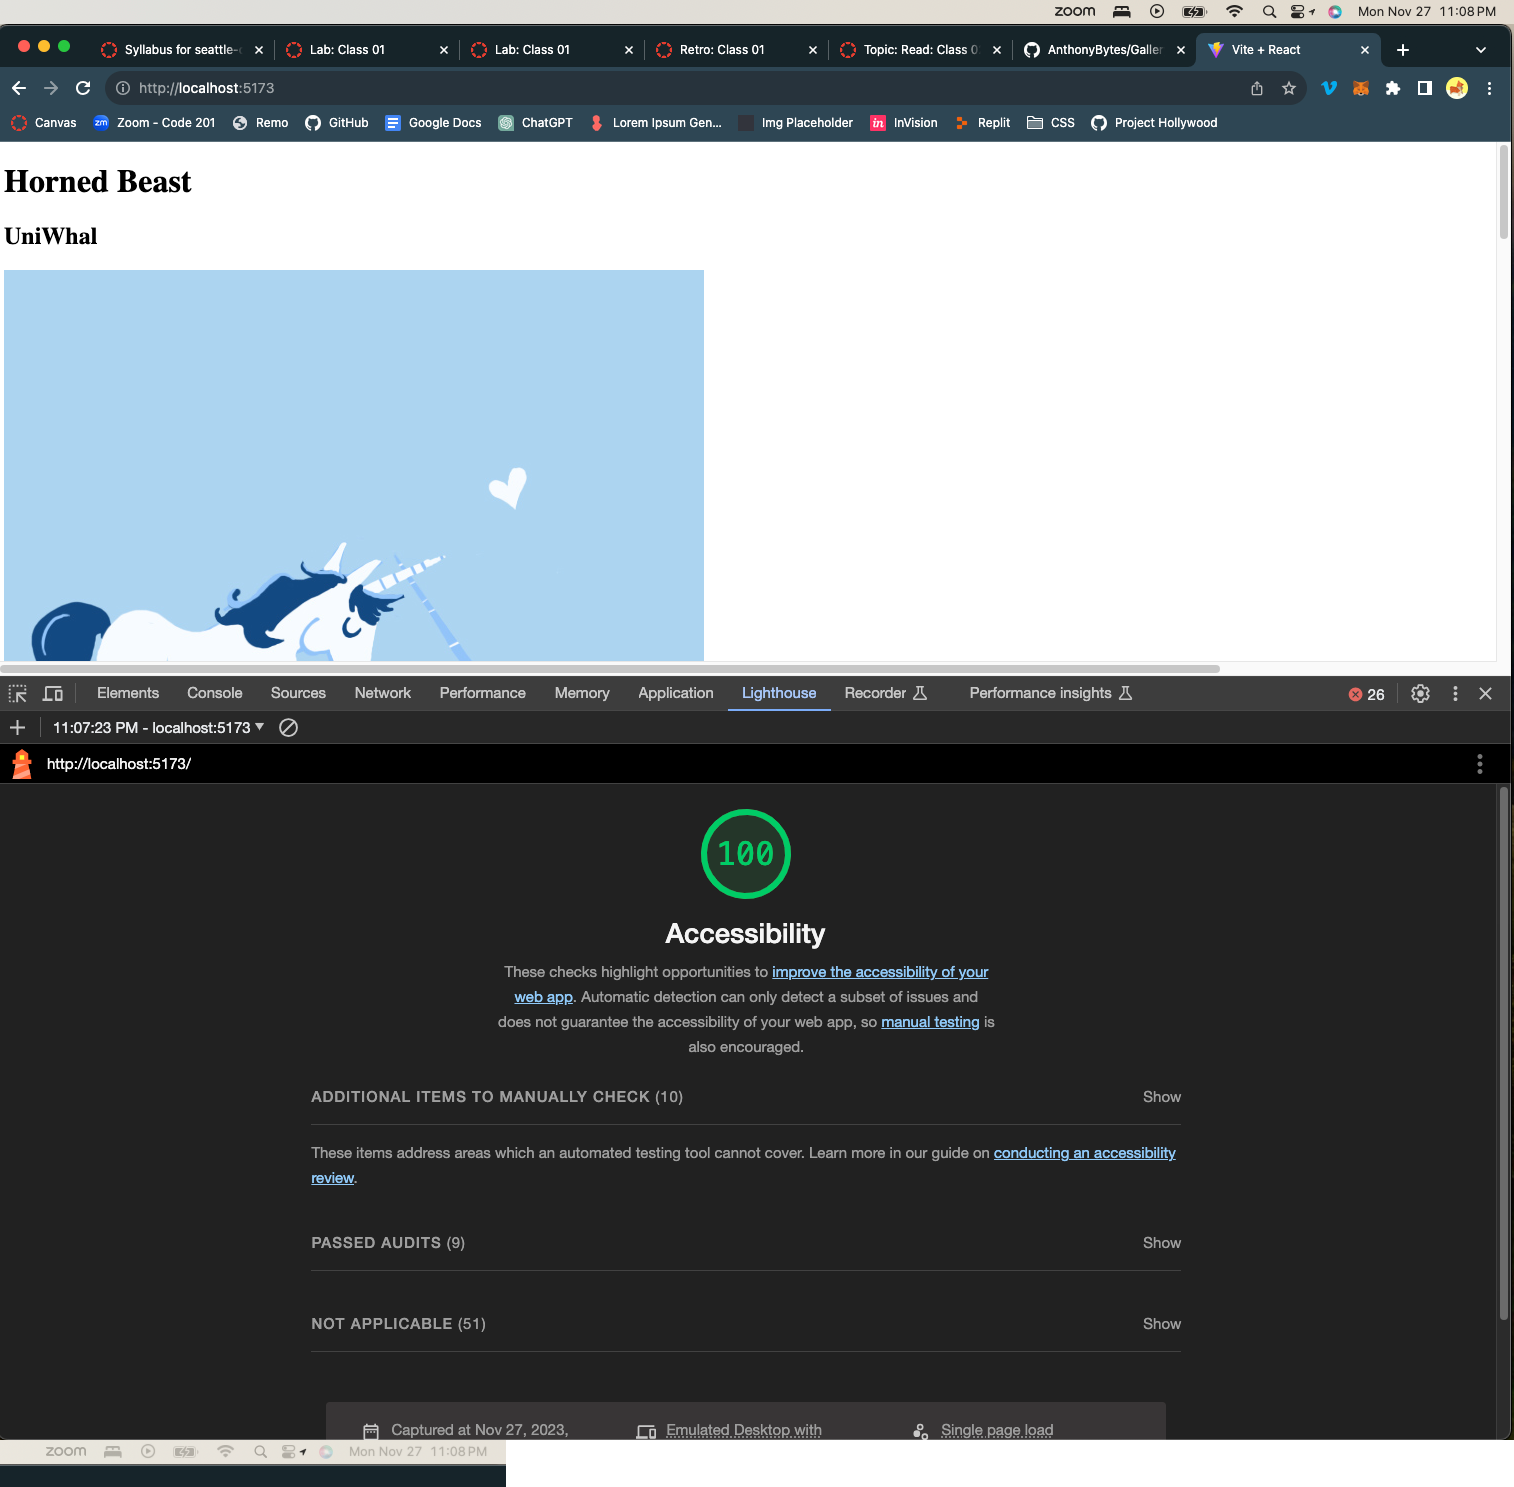 zoom Mon Nov 27 11:08 PM
Syllabus for seattle- Lab: Class 01 Lab: Class 01 Retro: Class 01 Topic: Read: Class 0 AnthonyBytes/Galler Vite + React
http://localhost:5173
Canvas zm Zoom - Code 201 Remo GitHub Google Docs ChatGPT Lorem Ipsum Gen... Img Placeholder in InVision Replit CSS Project Hollywood
Horned Beast
UniWhal
Elements Console Sources Network Performance Memory Application Lighthouse Recorder Performance insights 26
11:07:23 PM - localhost:5173
http://localhost:5173/
100
Accessibility
These checks highlight opportunities to improve the accessibility of your
web app. Automatic detection can only detect a subset of issues and
does not guarantee the accessibility of your web app, so manual testing is
also encouraged.
ADDITIONAL ITEMS TO MANUALLY CHECK (10) Show
These items address areas which an automated testing tool cannot cover. Learn more in our guide on conducting an accessibility
review.
PASSED AUDITS (9) Show
NOT APPLICABLE (51) Show
Captured at Nov 27, 2023, Emulated Desktop with Single page load
zoom Mon Nov 27 11:08 PM